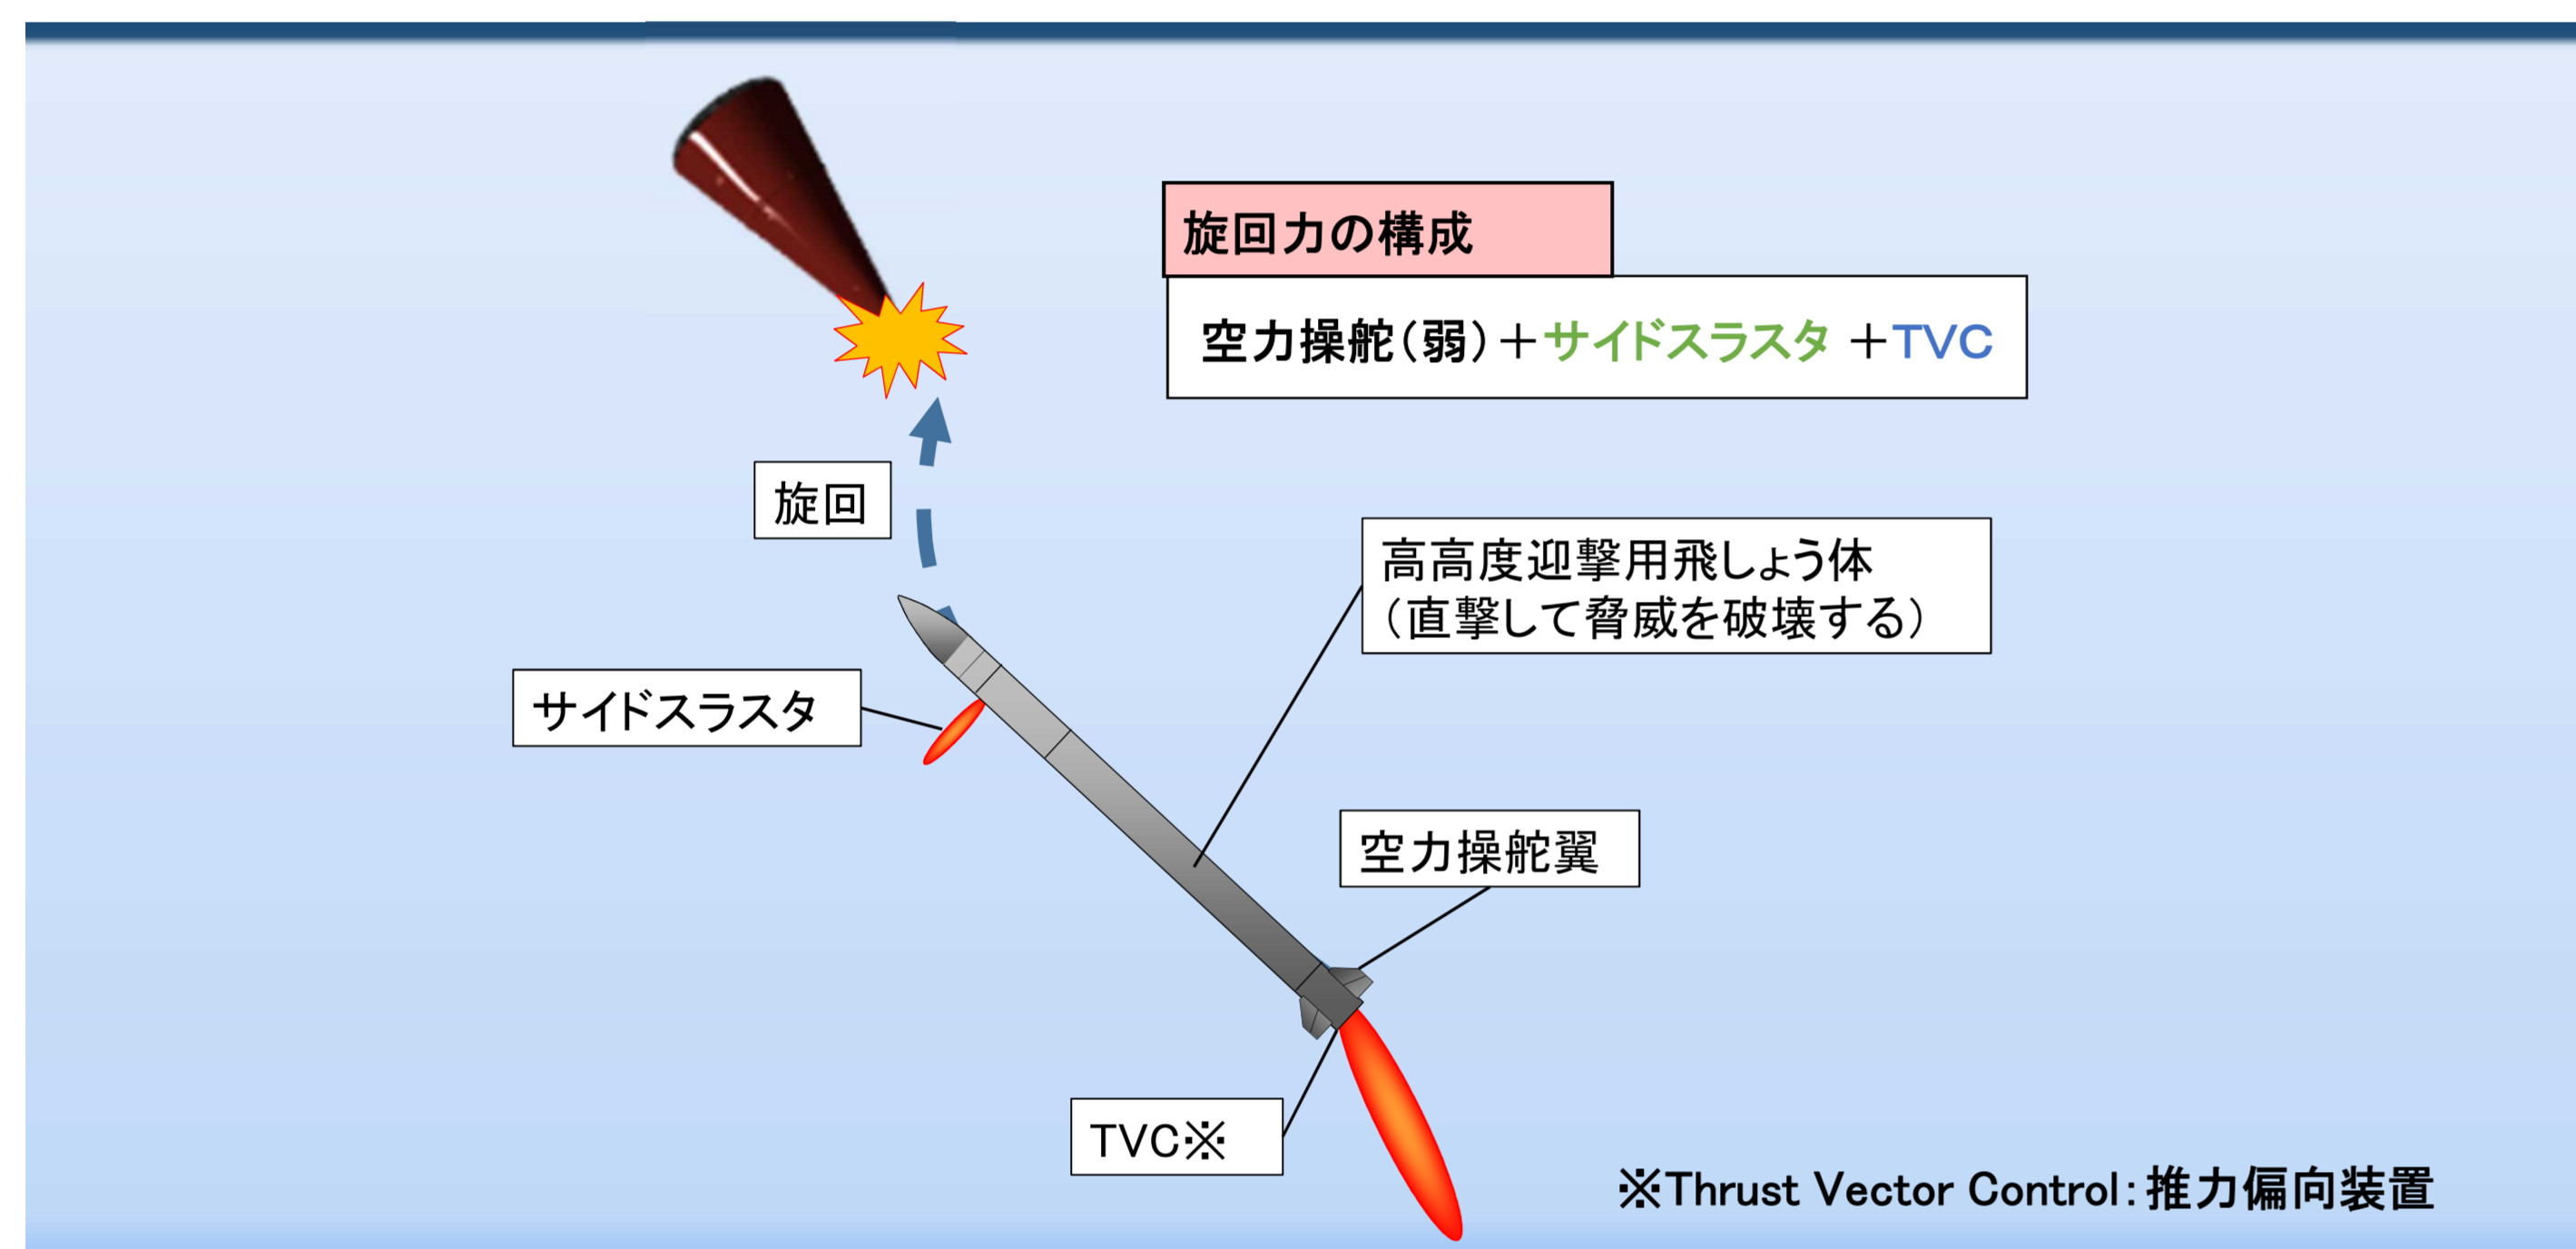 旋回力の構成
空力操舵(弱)+サイドスラスタ +TVC
旋回
高高度迎撃用飛しょう体
(直撃して脅威を破壊する)
サイドスラスタ
空力操舵翼
TVC※
※Thrust Vector Control:推力偏向装置